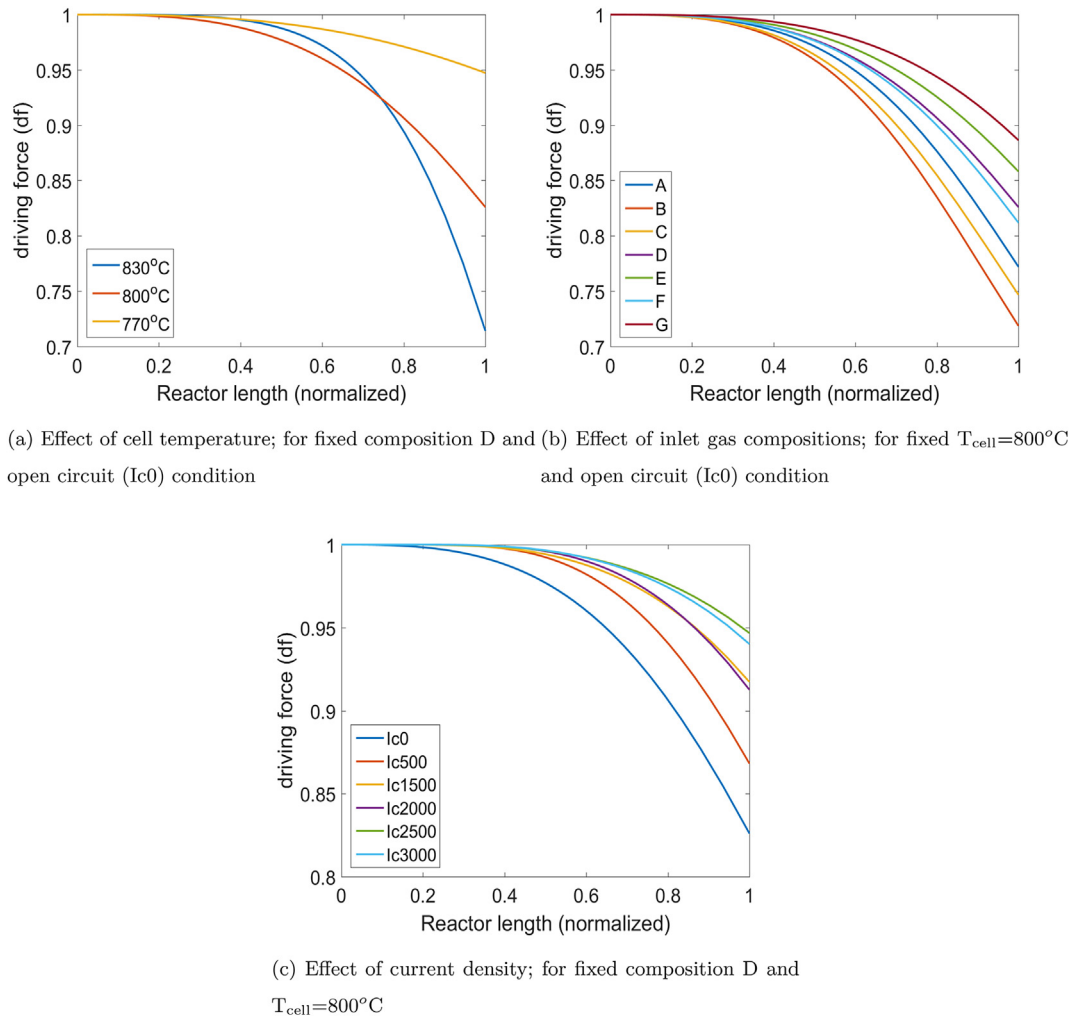 1
0.95
0.9
0.85
0.8
0.75
0.7
driving force (df)
830°C
800°C
770°C
0 0.2 0.4 0.6 0.8 1
Reactor length (normalized)
1
0.95
0.9
0.85
0.8
0.75
0.7
driving force (df)
A
B
C
D
E
F
G
0 0.2 0.4 0.6 0.8 1
Reactor length (normalized)
(a) Effect of cell temperature; for fixed composition D and
open circuit (Ic0) condition
(b) Effect of inlet gas compositions; for fixed Tcell=800°C
and open circuit (Ic0) condition
1
0.95
0.9
0.85
0.8
driving force (df)
Ic0
Ic500
Ic1500
Ic2000
Ic2500
Ic3000
0 0.2 0.4 0.6 0.8 1
Reactor length (normalized)
(c) Effect of current density; for fixed composition D and
Tcell=800°C